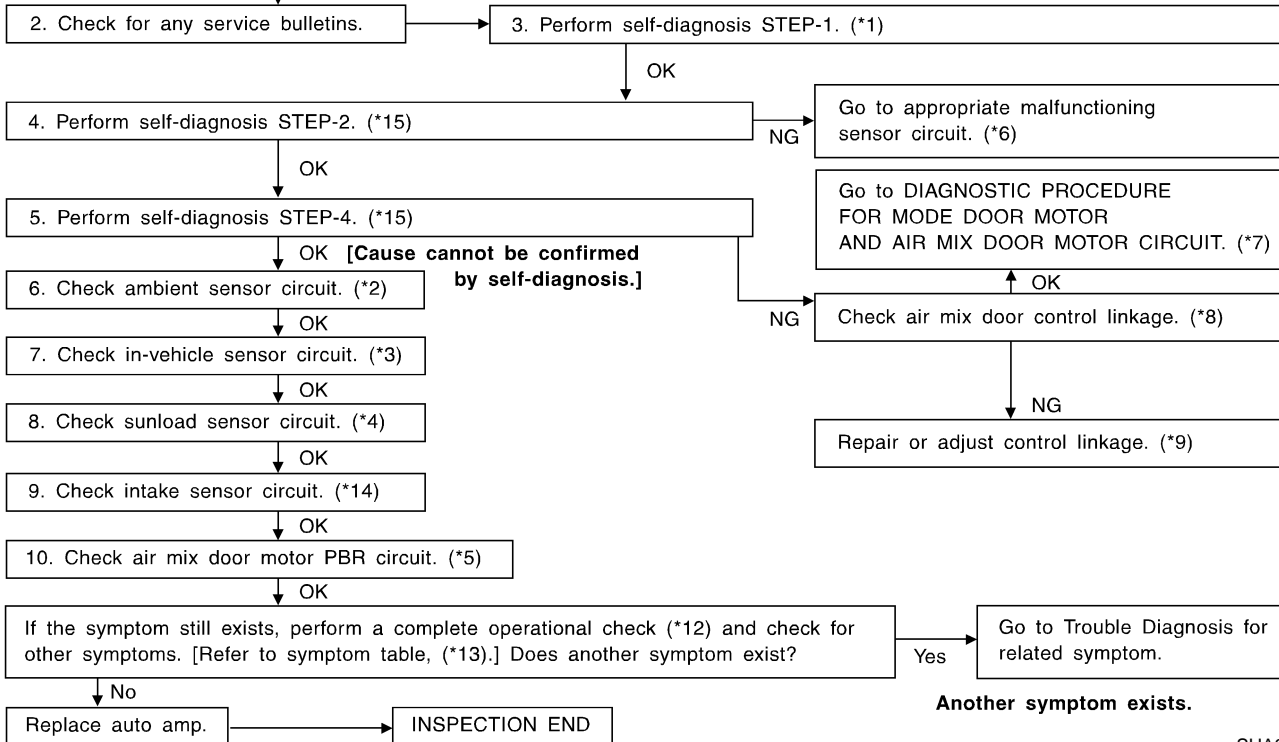 2. Check for any service bulletins.
3. Perform self-diagnosis STEP-1. (*1)
OK
4. Perform self-diagnosis STEP-2. (*15)
NG
Go to appropriate malfunctioning
sensor circuit. (*6)
OK
5. Perform self-diagnosis STEP-4. (*15)
Go to DIAGNOSTIC PROCEDURE
FOR MODE DOOR MOTOR
AND AIR MIX DOOR MOTOR CIRCUIT. (*7)
OK
[Cause cannot be confirmed
by self-diagnosis.]
OK
NG
Check air mix door control linkage. (*8)
NG
Repair or adjust control linkage. (*9)
6. Check ambient sensor circuit. (*2)
OK
7. Check in-vehicle sensor circuit. (*3)
OK
8. Check sunload sensor circuit. (*4)
OK
9. Check intake sensor circuit. (*14)
OK
10. Check air mix door motor PBR circuit. (*5)
OK
If the symptom still exists, perform a complete operational check (*12) and check for
other symptoms. [Refer to symptom table, (*13).] Does another symptom exist?
Yes
Go to Trouble Diagnosis for
related symptom.
Another symptom exists.
No
Replace auto amp.
INSPECTION END